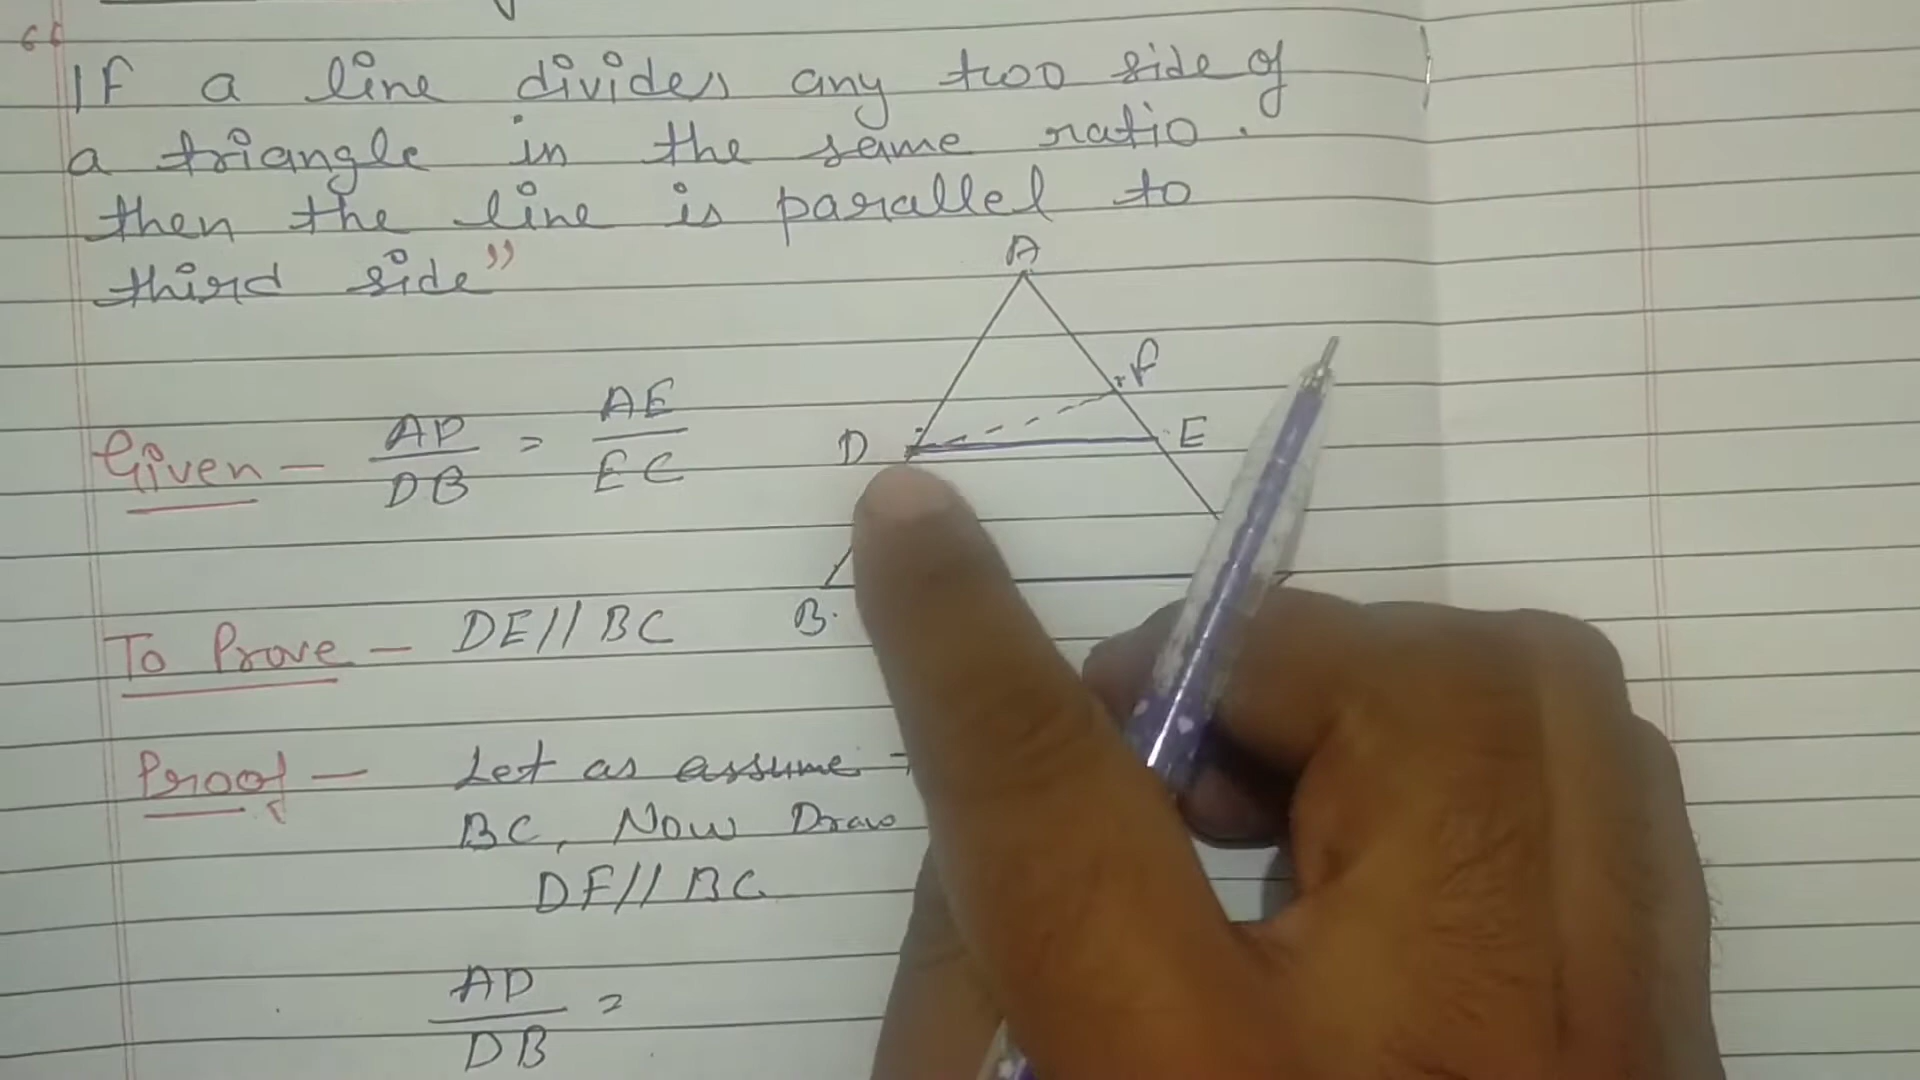 “If a line divides any two side of
a triangle in the same ratio.
then the line is parallel to
third side”
A
F
Given – AD/DB = AE/EC
D E
To Prove – DE//BC
B.
Proof – Let as assume
BC, Now Draw
DF//BC
AD/DB =